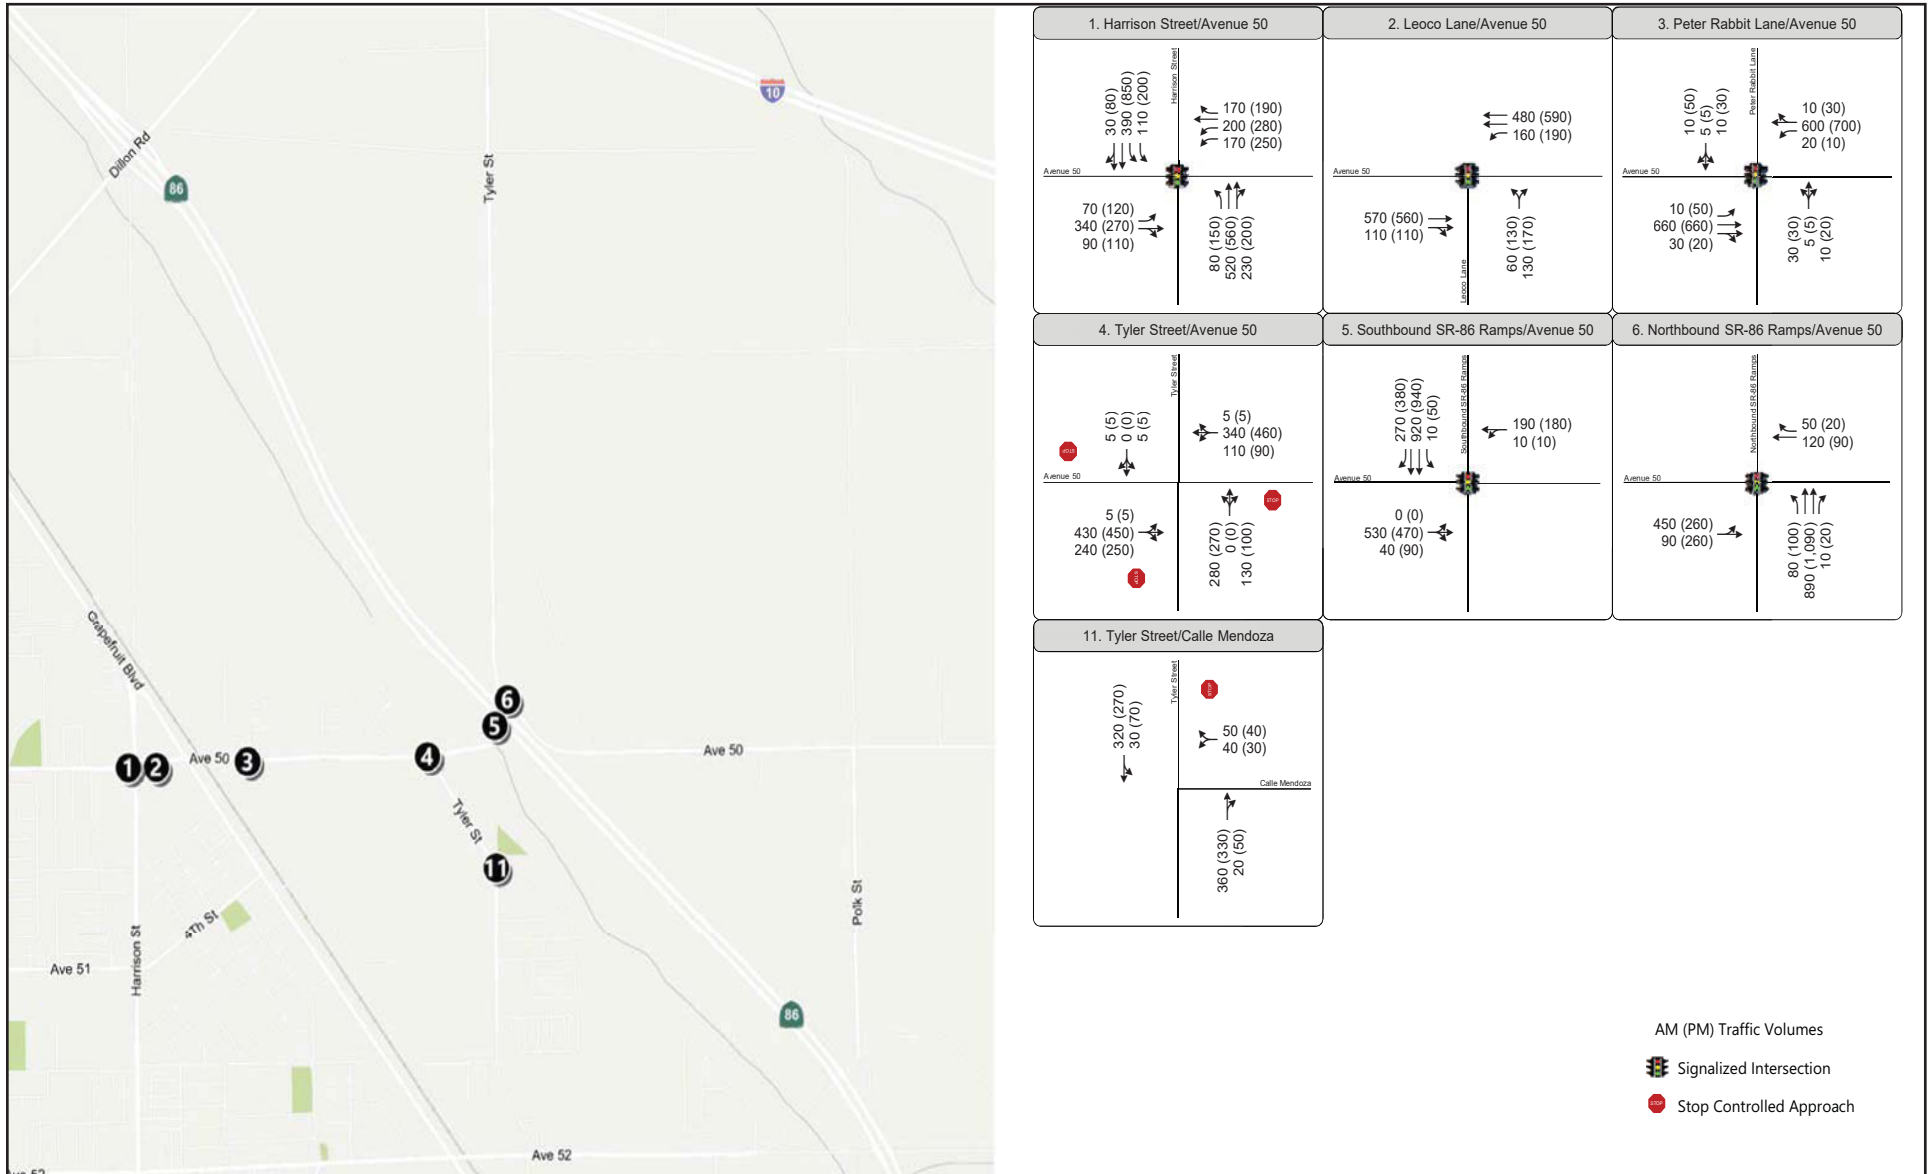 10
Dillon Rd
86
Tyler St
Grapefruit Blvd
6
5
4
1
2
Ave 50
3
Ave 50
Tyler St
11
Polk St
4Th St
Harrison St
Ave 51
86
Ave 52
1. Harrison Street/Avenue 50
Harrison Street
30 (80)
390 (850)
110 (200)
170 (190)
200 (280)
170 (250)
Avenue 50
70 (120)
340 (270)
90 (110)
80 (150)
520 (560)
230 (200)
2. Leoco Lane/Avenue 50
480 (590)
160 (190)
Avenue 50
570 (560)
110 (110)
Leoco Lane
60 (130)
130 (170)
3. Peter Rabbit Lane/Avenue 50
Peter Rabbit Lane
10 (50)
5 (5)
10 (30)
10 (30)
600 (700)
20 (10)
Avenue 50
10 (50)
660 (660)
30 (20)
30 (30)
5 (5)
10 (20)
4. Tyler Street/Avenue 50
Tyler Street
5 (5)
0 (0)
5 (5)
5 (5)
340 (460)
110 (90)
STOP
Avenue 50
STOP
5 (5)
430 (450)
240 (250)
280 (270)
0 (0)
130 (100)
STOP
5. Southbound SR-86 Ramps/Avenue 50
Southbound SR-86 Ramps
270 (380)
920 (940)
10 (50)
190 (180)
10 (10)
Avenue 50
0 (0)
530 (470)
40 (90)
6. Northbound SR-86 Ramps/Avenue 50
Northbound SR-86 Ramps
50 (20)
120 (90)
Avenue 50
450 (260)
90 (260)
80 (100)
890 (1,090)
10 (20)
11. Tyler Street/Calle Mendoza
Tyler Street
STOP
320 (270)
30 (70)
50 (40)
40 (30)
Calle Mendoza
360 (330)
20 (50)
AM (PM) Traffic Volumes
Signalized Intersection
STOP
Stop Controlled Approach